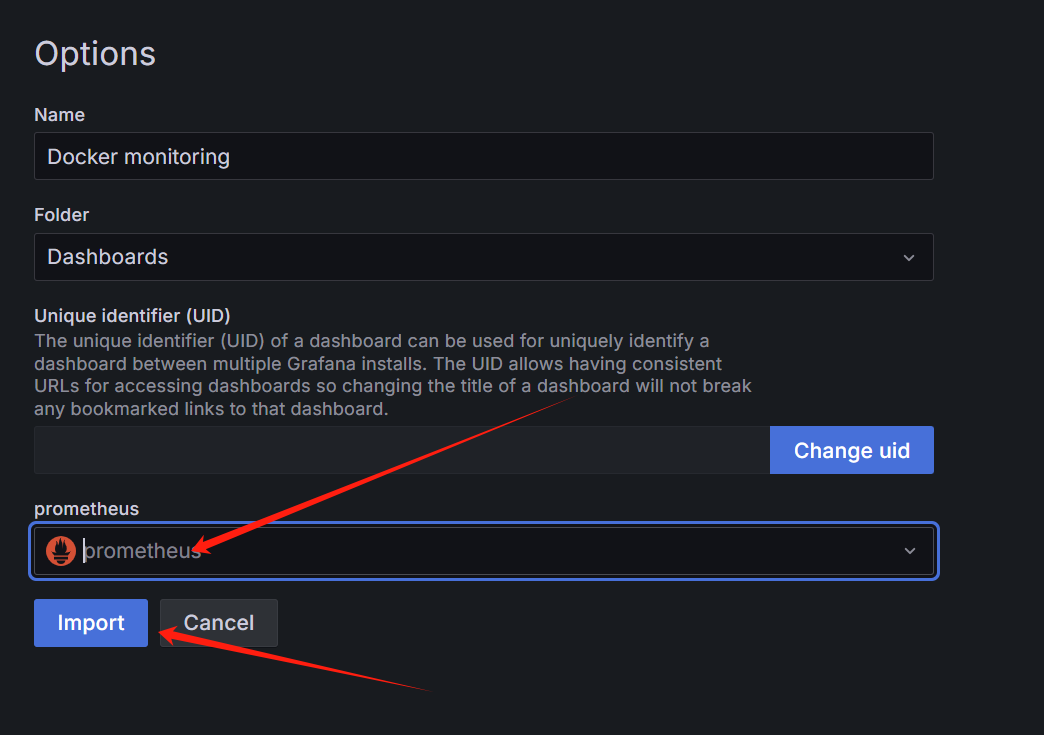 Options
Name
Docker monitoring
Folder
Dashboards
Unique identifier (UID)
The unique identifier (UID) of a dashboard can be used for uniquely identify a
dashboard between multiple Grafana installs. The UID allows having consistent
URLs for accessing dashboards so changing the title of a dashboard will not break
any bookmarked links to that dashboard.
Change uid
prometheus
prometheus
Import Cancel